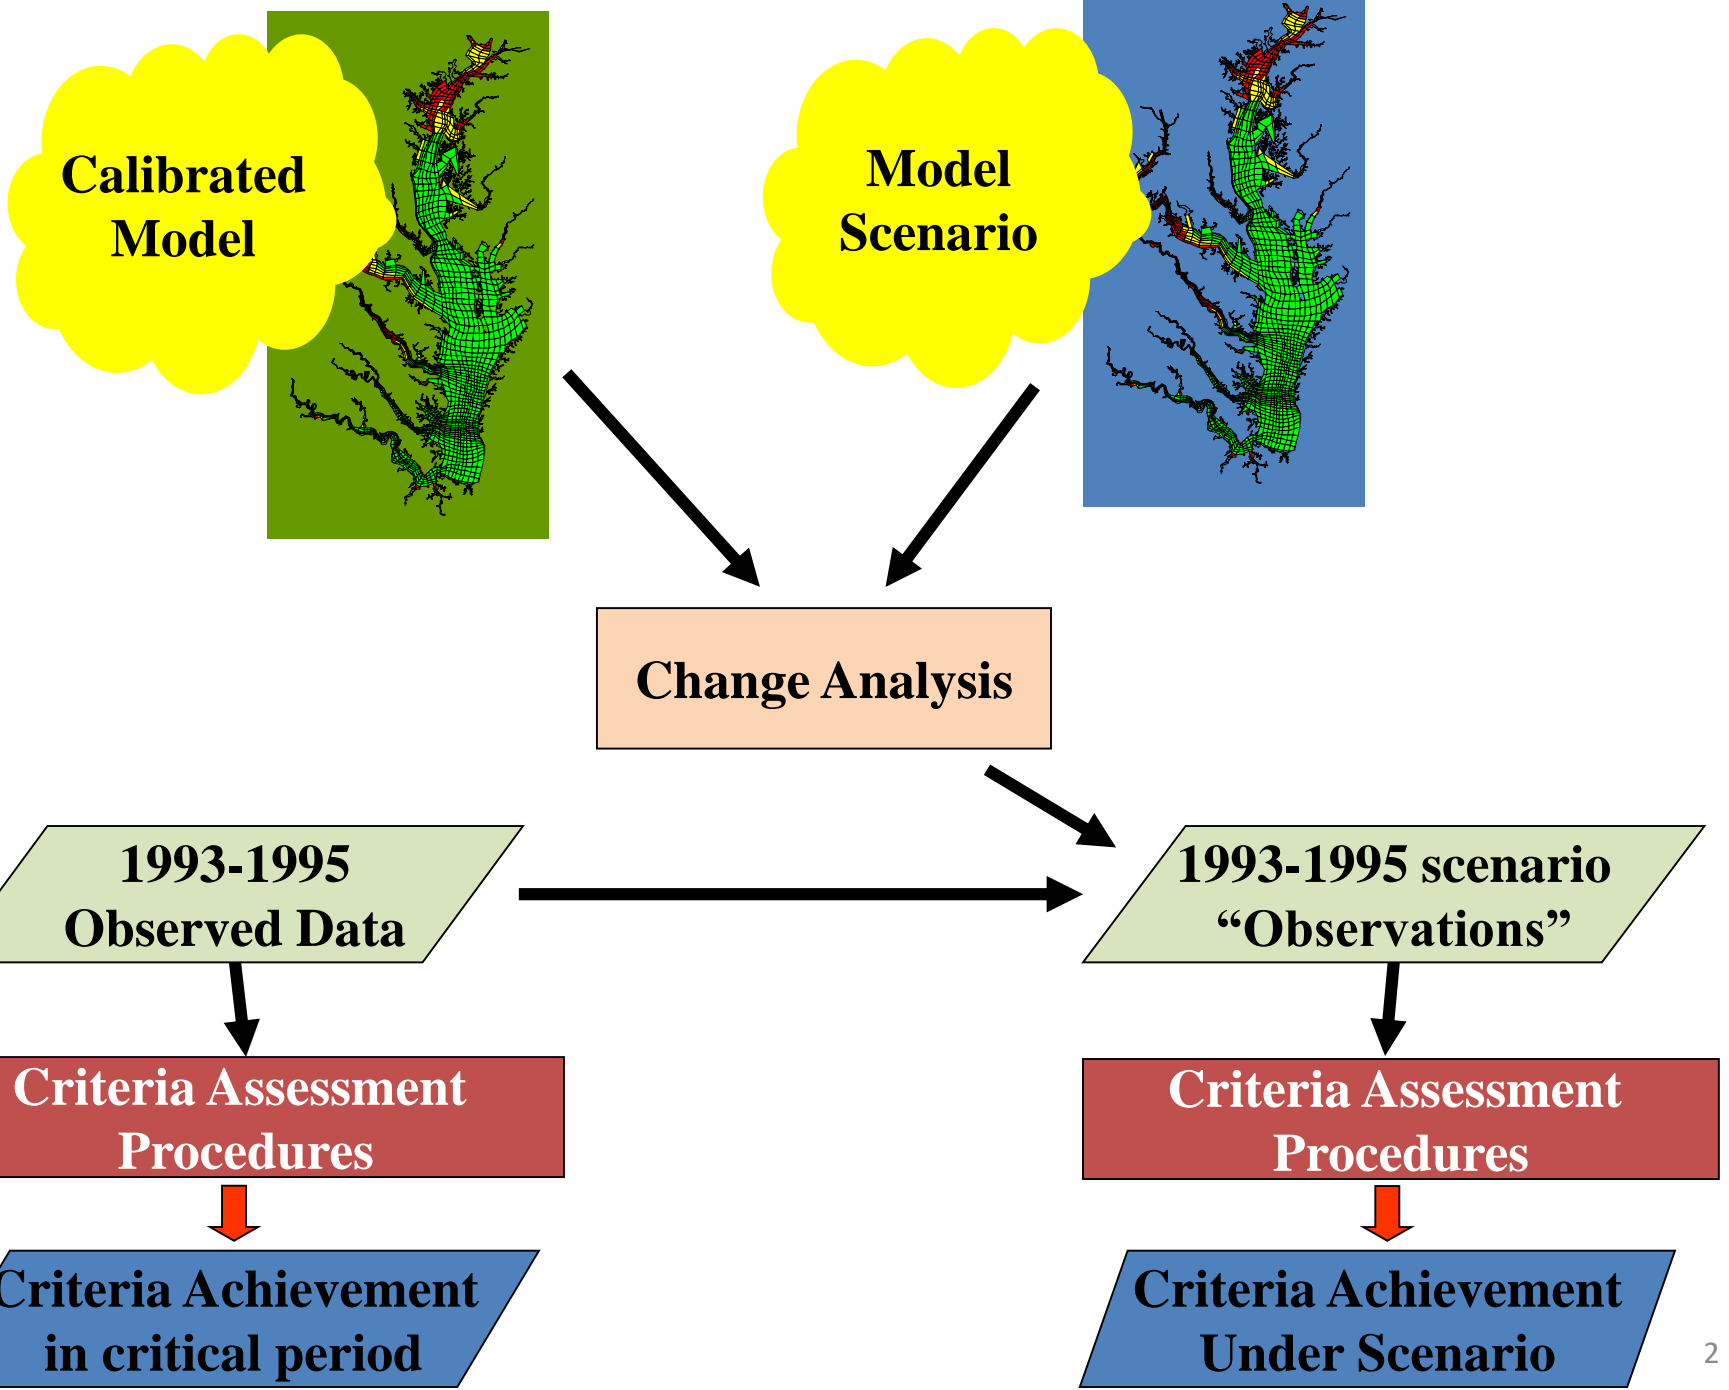 Calibrated
Model
Model
Scenario
Change Analysis
1993-1995
Observed Data
1993-1995 scenario
“Observations”
Criteria Assessment
Procedures
Criteria Assessment
Procedures
Criteria Achievement
in critical period
Criteria Achievement
Under Scenario
2